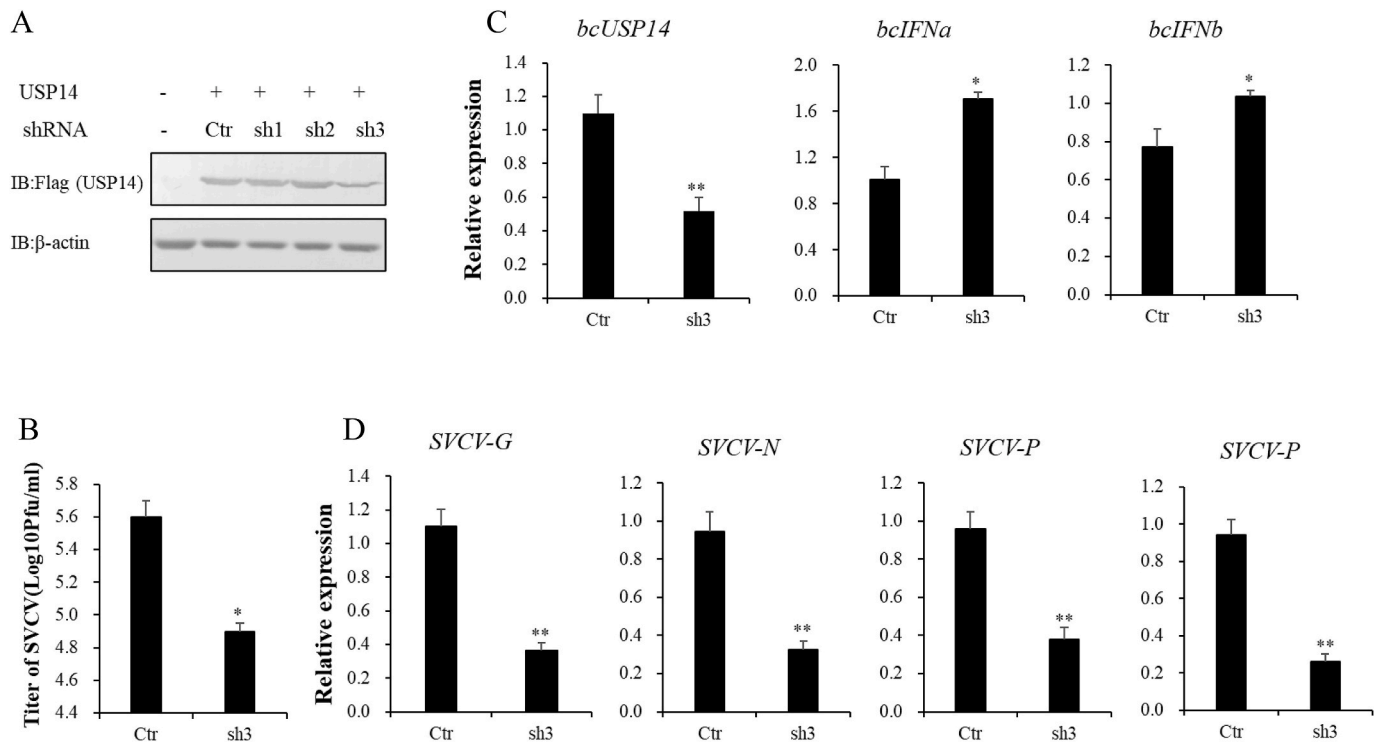 A
USP14 - + + + +
shRNA - Ctr sh1 sh2 sh3
IB:Flag (USP14)
IB:β-actin
C
bcUSP14
Relative expression
1.4
1.2
1.0
0.8
0.6
0.4
0.2
0.0
**
Ctr sh3
bcIFNa
2.0
1.6
1.2
0.8
0.4
0.0
*
Ctr sh3
bcIFNb
1.2
1.0
0.8
0.6
0.4
0.2
0.0
*
Ctr sh3
B
Titer of SVCV(Log10Pfu/ml)
5.8
5.6
5.4
5.2
5.0
4.8
4.6
4.4
*
Ctr sh3
D
SVCV-G
Relative expression
1.4
1.2
1.0
0.8
0.6
0.4
0.2
0.0
**
Ctr sh3
SVCV-N
1.2
1.0
0.8
0.6
0.4
0.2
0.0
**
Ctr sh3
SVCV-P
1.2
1.0
0.8
0.6
0.4
0.2
0.0
**
Ctr sh3
SVCV-P
1.2
1.0
0.8
0.6
0.4
0.2
0.0
**
Ctr sh3